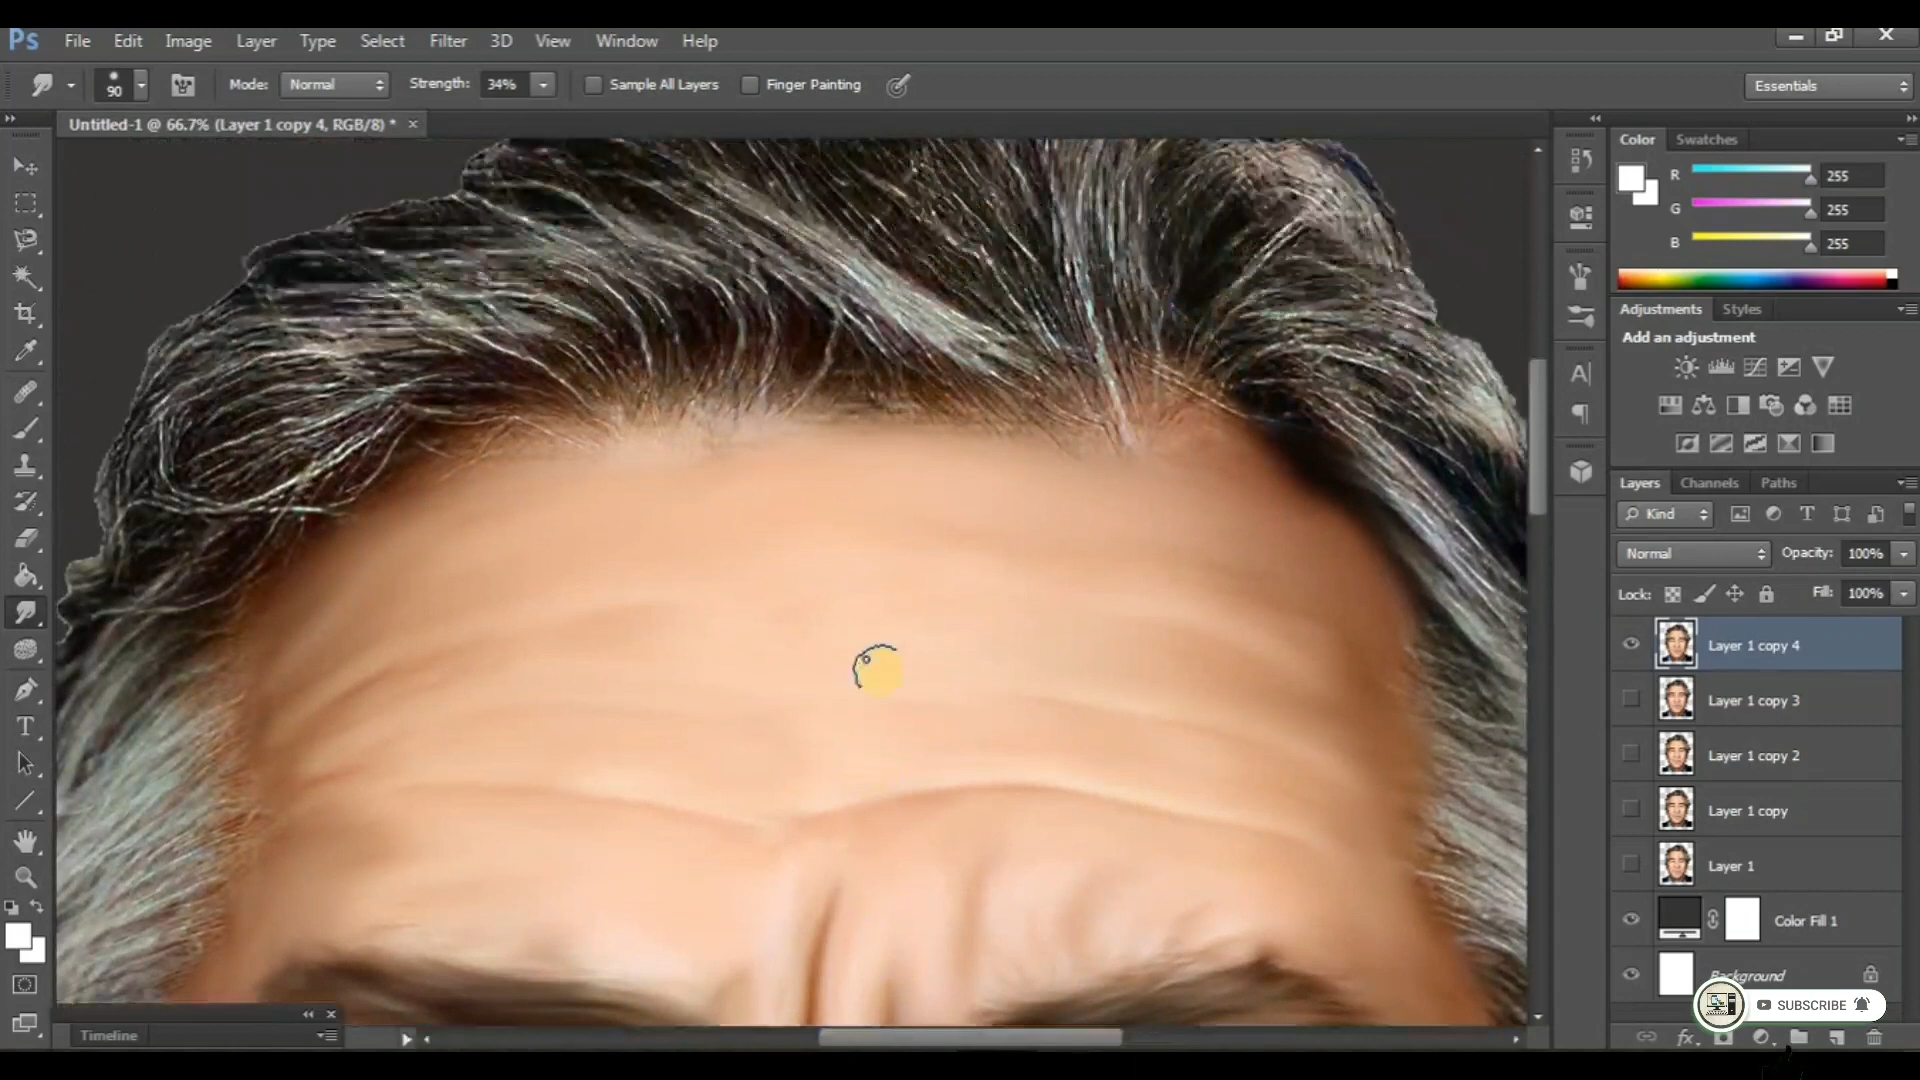 Ps File Edit Image Layer Type Select Filter 3D View Window Help
90 Mode: Normal Strength: 34% Sample All Layers Finger Painting Essentials
Untitled-1 @ 66.7% (Layer 1 copy 4, RGB/8) * ×
Color Swatches
R 255
G 255
B 255
Adjustments Styles
Add an adjustment
Layers Channels Paths
Kind
Normal Opacity: 100%
Lock: Fill: 100%
Layer 1 copy 4
Layer 1 copy 3
Layer 1 copy 2
Layer 1 copy
Layer 1
Color Fill 1
Background
SUBSCRIBE
Timeline